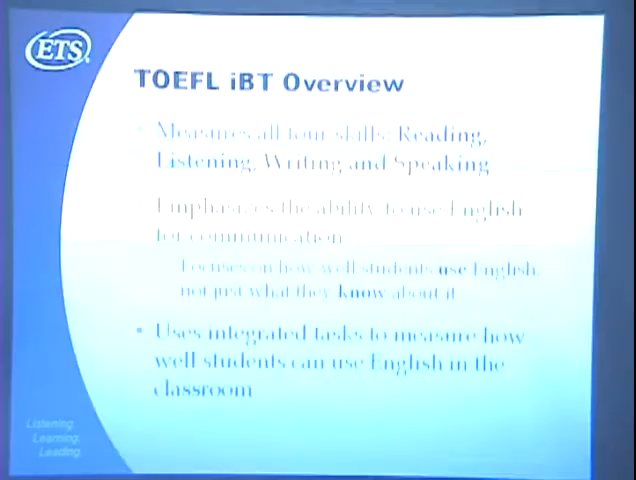 ETS
TOEFL iBT Overview
Measures all four skills: Reading,
Listening, Writing and Speaking
Emphasizes the ability to use English
for communication
Focuses on how well students use English,
not just what they know about it
• Uses integrated tasks to measure how
well students can use English in the
classroom
Listening.
Learning.
Leading.